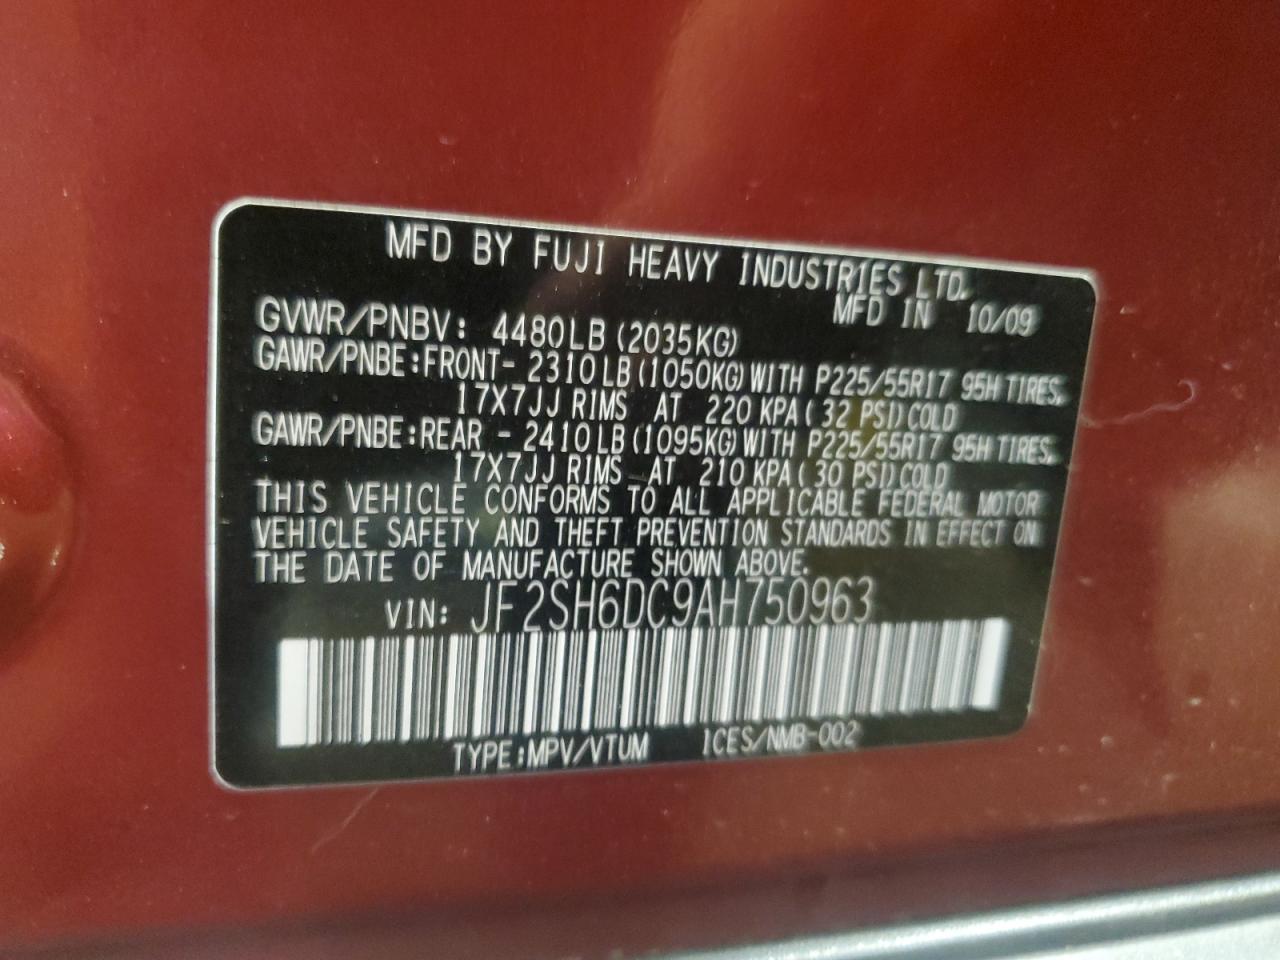 MFD BY FUJI HEAVY INDUSTRIES LTD.
MFD IN 10/09
GVWR/PNBV: 4480LB (2035KG)
GAWR/PNBE:FRONT- 2310LB(1050KG)WITH P225/55R17 95H TIRES,
17X7JJ RIMS AT 220 KPA( 32 PSI)COLD
GAWR/PNBE:REAR - 2410LB(1095KG)WITH P225/55R17 95H TIRES,
17X7JJ RIMS AT 210 KPA( 30 PSI)COLD
THIS VEHICLE CONFORMS TO ALL APPLICABLE FEDERAL MOTOR
VEHICLE SAFETY AND THEFT PREVENTION STANDARDS IN EFFECT ON
THE DATE OF MANUFACTURE SHOWN ABOVE.
VIN: JF2SH6DC9AH750963
TYPE:MPV/VTUM ICES/NMB-002